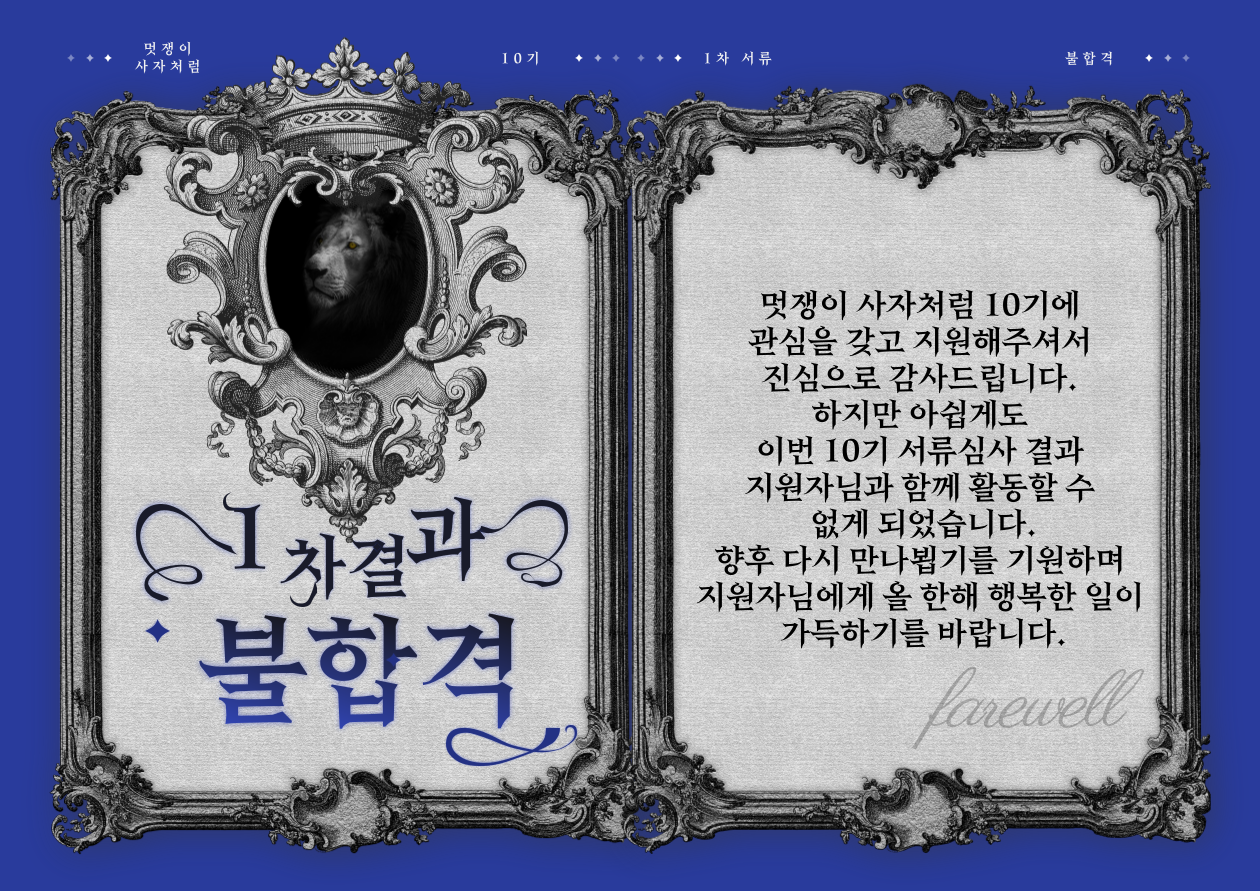 멋쟁이
사자처럼
10기
1차 서류
불합격
1차결과
불합격
멋쟁이 사자처럼 10기에
관심을 갖고 지원해주셔서
진심으로 감사드립니다.
하지만 아쉽게도
이번 10기 서류심사 결과
지원자님과 함께 활동할 수
없게 되었습니다.
향후 다시 만나뵙기를 기원하며
지원자님에게 올 한해 행복한 일이
가득하기를 바랍니다.
farewell